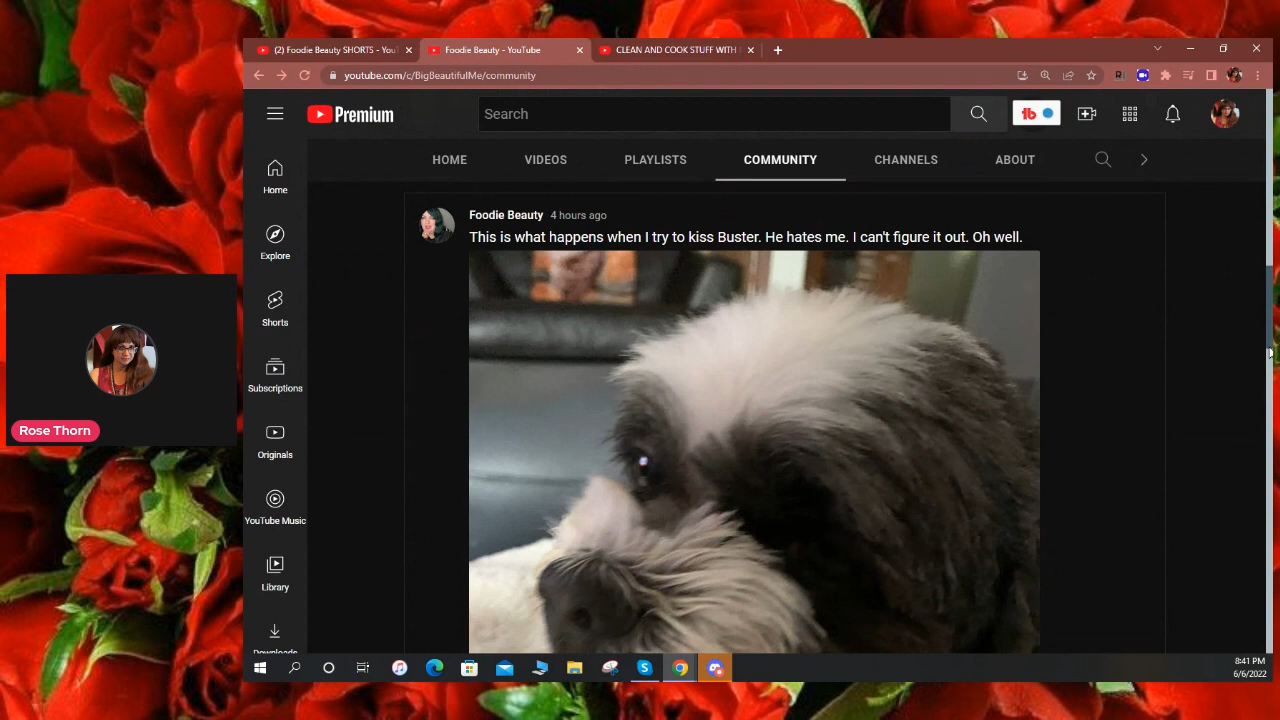 (2) Foodie Beauty SHORTS - You
Foodie Beauty - YouTube
CLEAN AND COOK STUFF WITH
youtube.com/c/BigBeautifulMe/community
Premium
Search
tb
HOME VIDEOS PLAYLISTS COMMUNITY CHANNELS ABOUT
Home
Explore
Shorts
Subscriptions
Originals
YouTube Music
Library
Downloads
Foodie Beauty 4 hours ago
This is what happens when I try to kiss Buster. He hates me. I can't figure it out. Oh well.
Rose Thorn
8:41 PM
6/6/2022